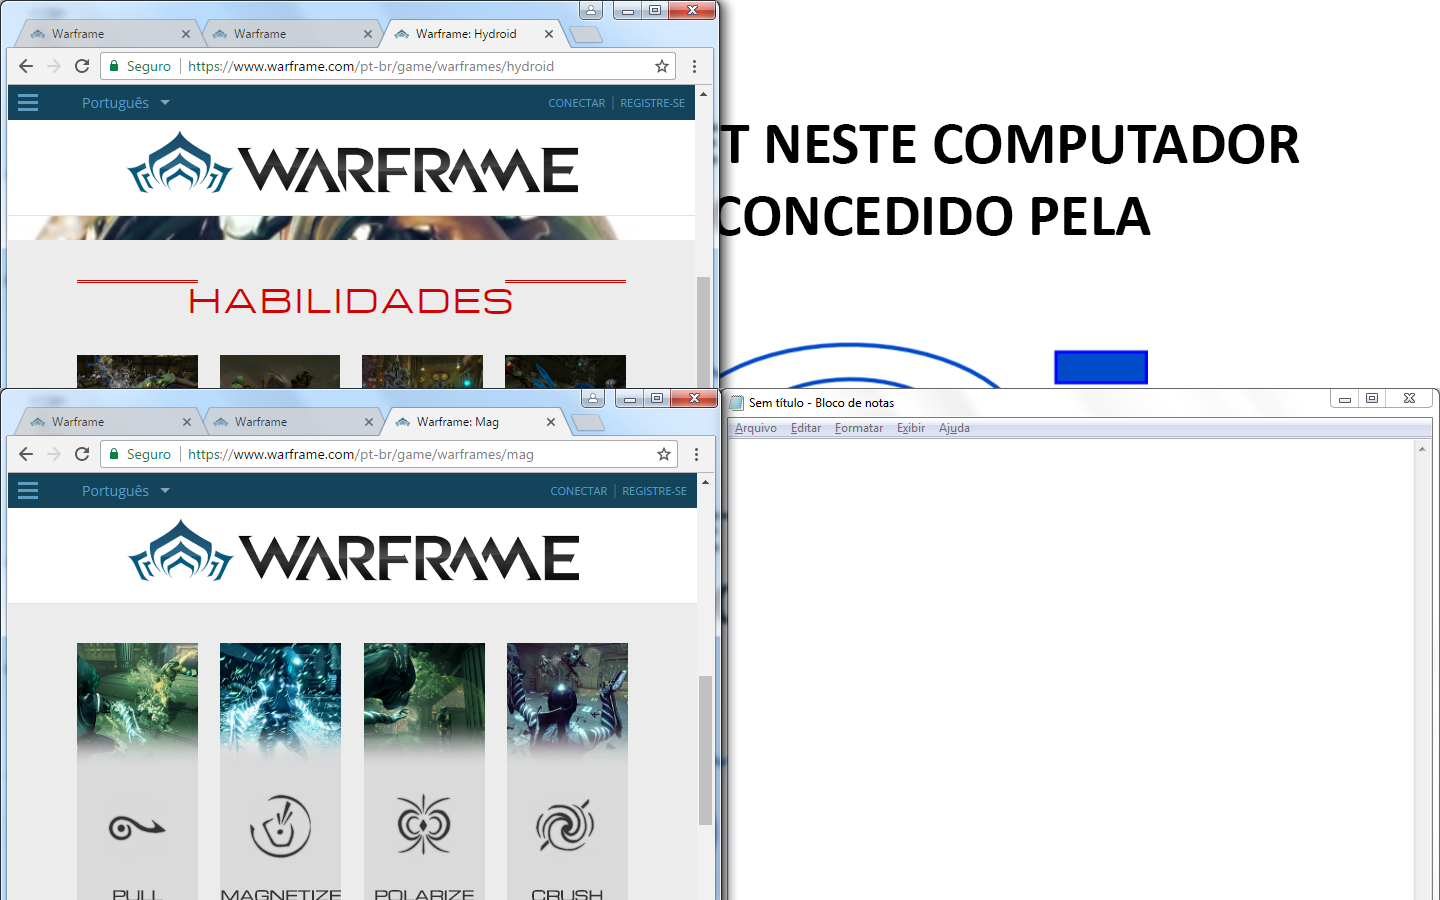 Warframe
Warframe
Warframe: Hydroid
Seguro
https://www.warframe.com/pt-br/game/warframes/hydroid
Português
CONECTAR | REGISTRE-SE
WARFRAME
HABILIDADES
T NESTE COMPUTADOR
CONCEDIDO PELA
Warframe
Warframe
Warframe: Mag
Seguro
https://www.warframe.com/pt-br/game/warframes/mag
Português
CONECTAR | REGISTRE-SE
WARFRAME
PULL
MAGNETIZE
POLARIZE
CRUSH
Sem título - Bloco de notas
Arquivo Editar Formatar Exibir Ajuda